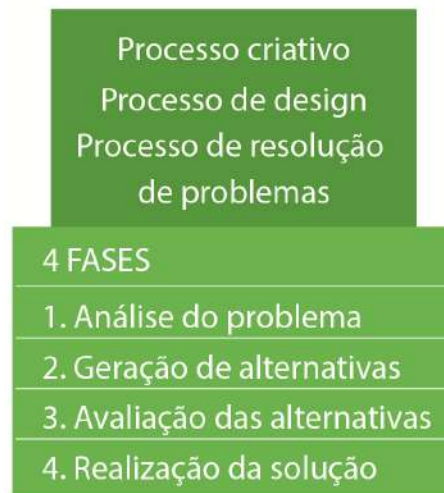 Processo criativo
Processo de design
Processo de resolução
de problemas
4 FASES
1. Análise do problema
2. Geração de alternativas
3. Avaliação das alternativas
4. Realização da solução